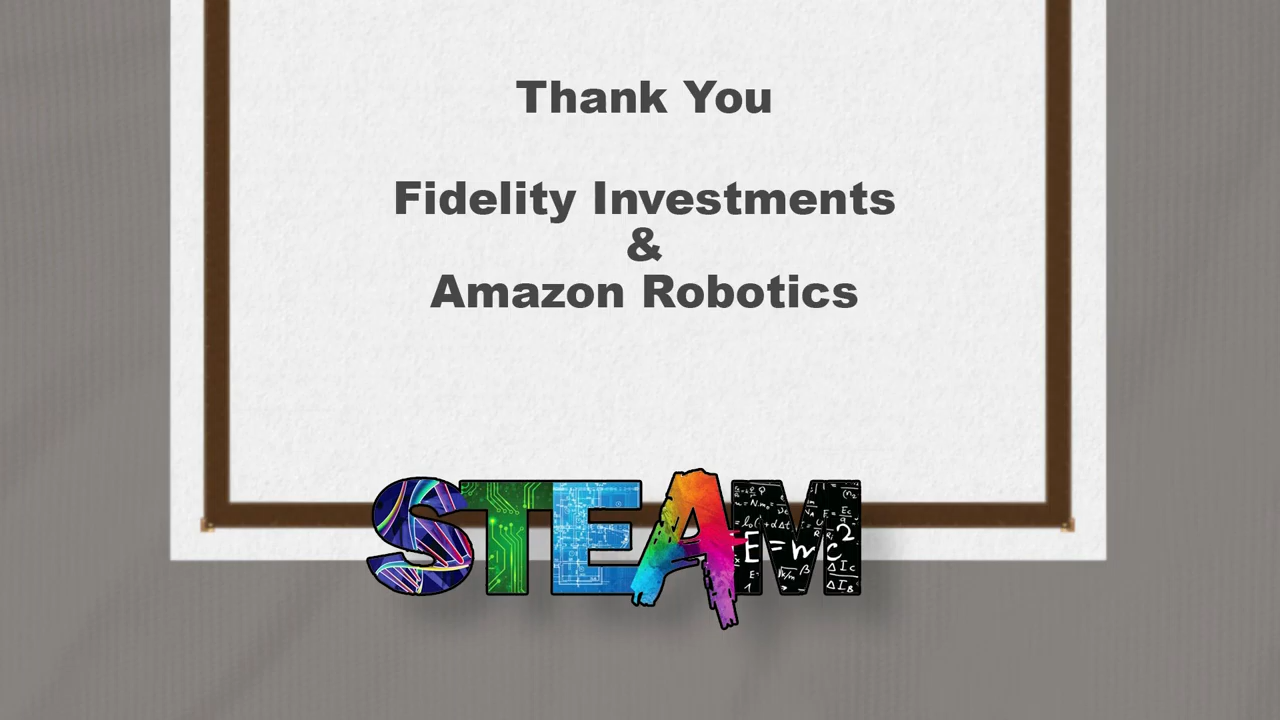 Thank You
Fidelity Investments
&
Amazon Robotics
STEAM
E=mc²